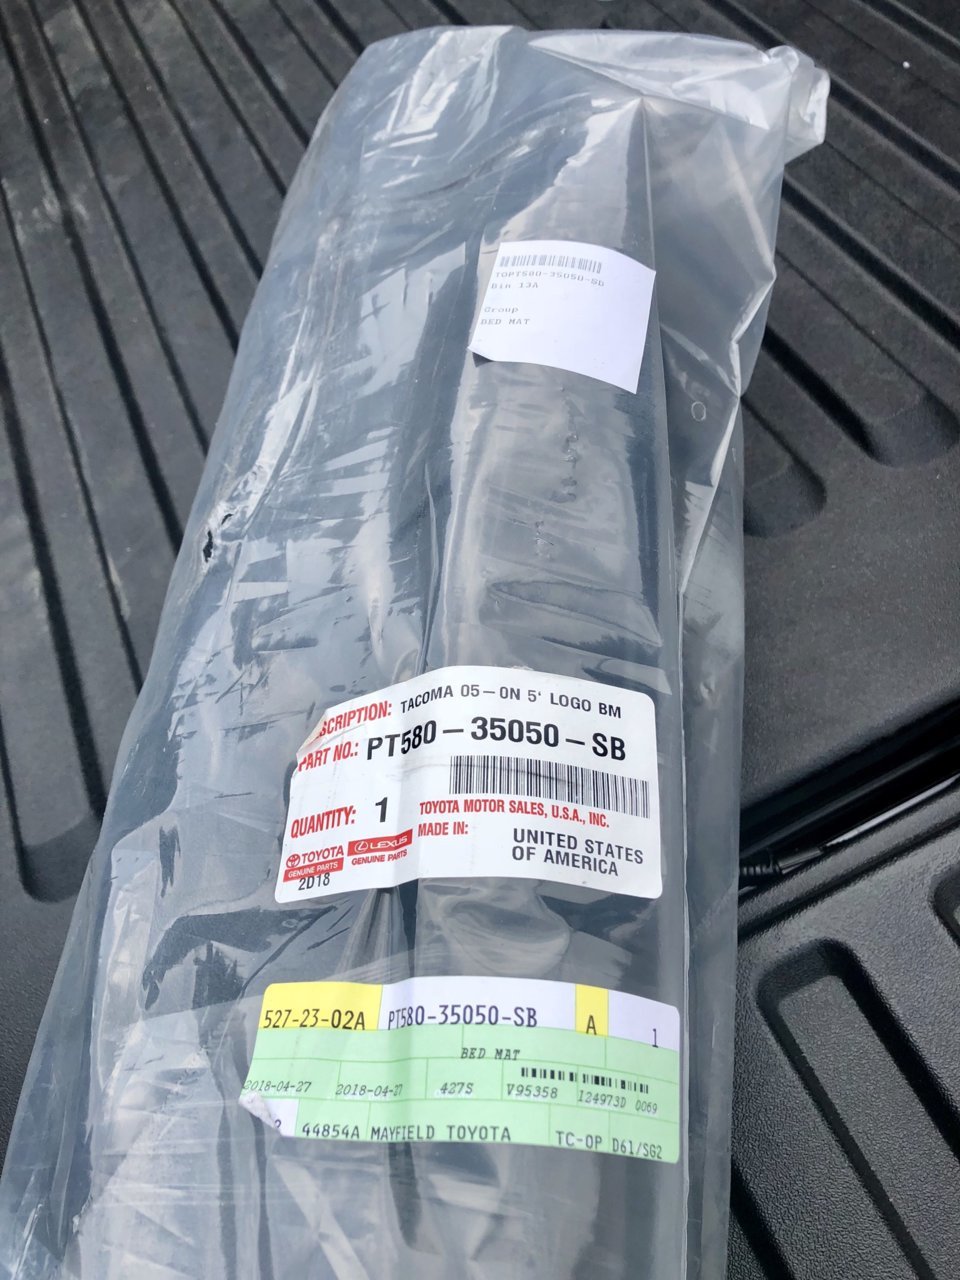 TOPT580-35050-SB
Bin 13A
Group
BED MAT
SCRIPTION: TACOMA 05-ON 5' LOGO BM
PART NO.: PT580-35050-SB
QUANTITY: 1
TOYOTA MOTOR SALES, U.S.A., INC.
MADE IN: UNITED STATES OF AMERICA
TOYOTA GENUINE PARTS
LEXUS GENUINE PARTS
2D18
527-23-02A PT580-35050-SB A 1
BED MAT
2018-04-27 2018-04-27 427S V95358 124973D 0069
2 44854A MAYFIELD TOYOTA TC-OP D61/SG2